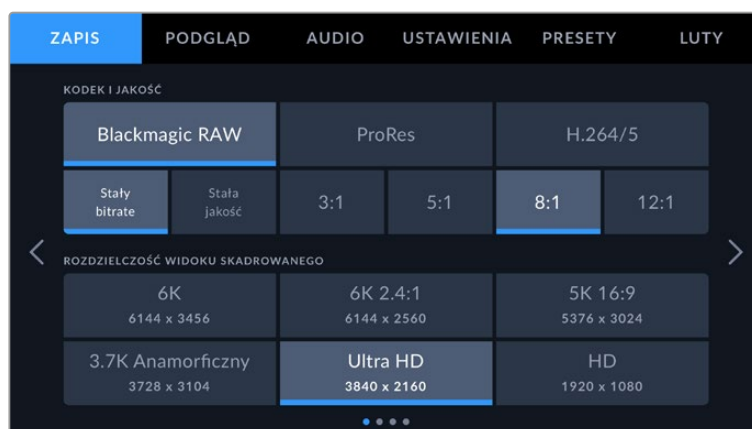 ZAPIS PODGLĄD AUDIO USTAWIENIA PRESETY LUTY
KODEK I JAKOŚĆ
Blackmagic RAW ProRes H.264/5
Stały bitrate Stała jakość 3:1 5:1 8:1 12:1
ROZDZIELCZOŚĆ WIDOKU SKADROWANEGO
6K 6K 2.4:1 5K 16:9
6144 x 3456 6144 x 2560 5376 x 3024
3.7K Anamorficzny Ultra HD HD
3728 x 3104 3840 x 2160 1920 x 1080